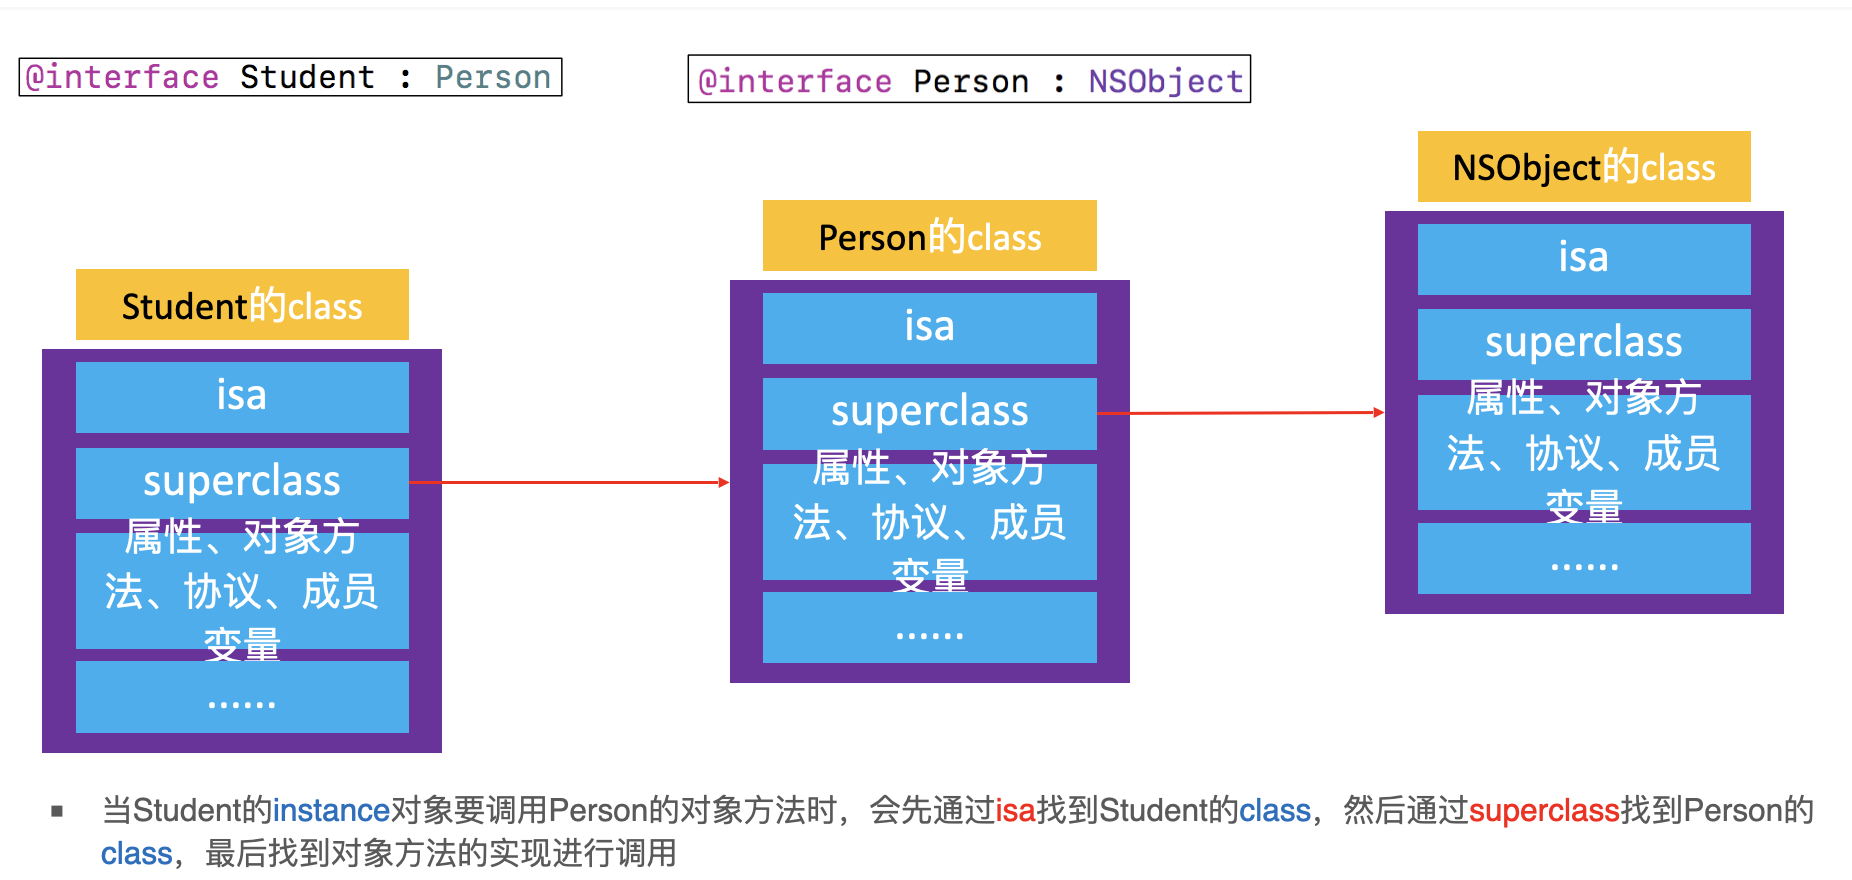 @interface Student : Person
@interface Person : NSObject
NSObject的class
isa
superclass
属性、对象方
法、协议、成员
变量
......
Person的class
isa
superclass
属性、对象方
法、协议、成员
变量
......
Student的class
isa
superclass
属性、对象方
法、协议、成员
变量
......
▪ 当Student的instance对象要调用Person的对象方法时，会先通过isa找到Student的class，然后通过superclass找到Person的
class，最后找到对象方法的实现进行调用